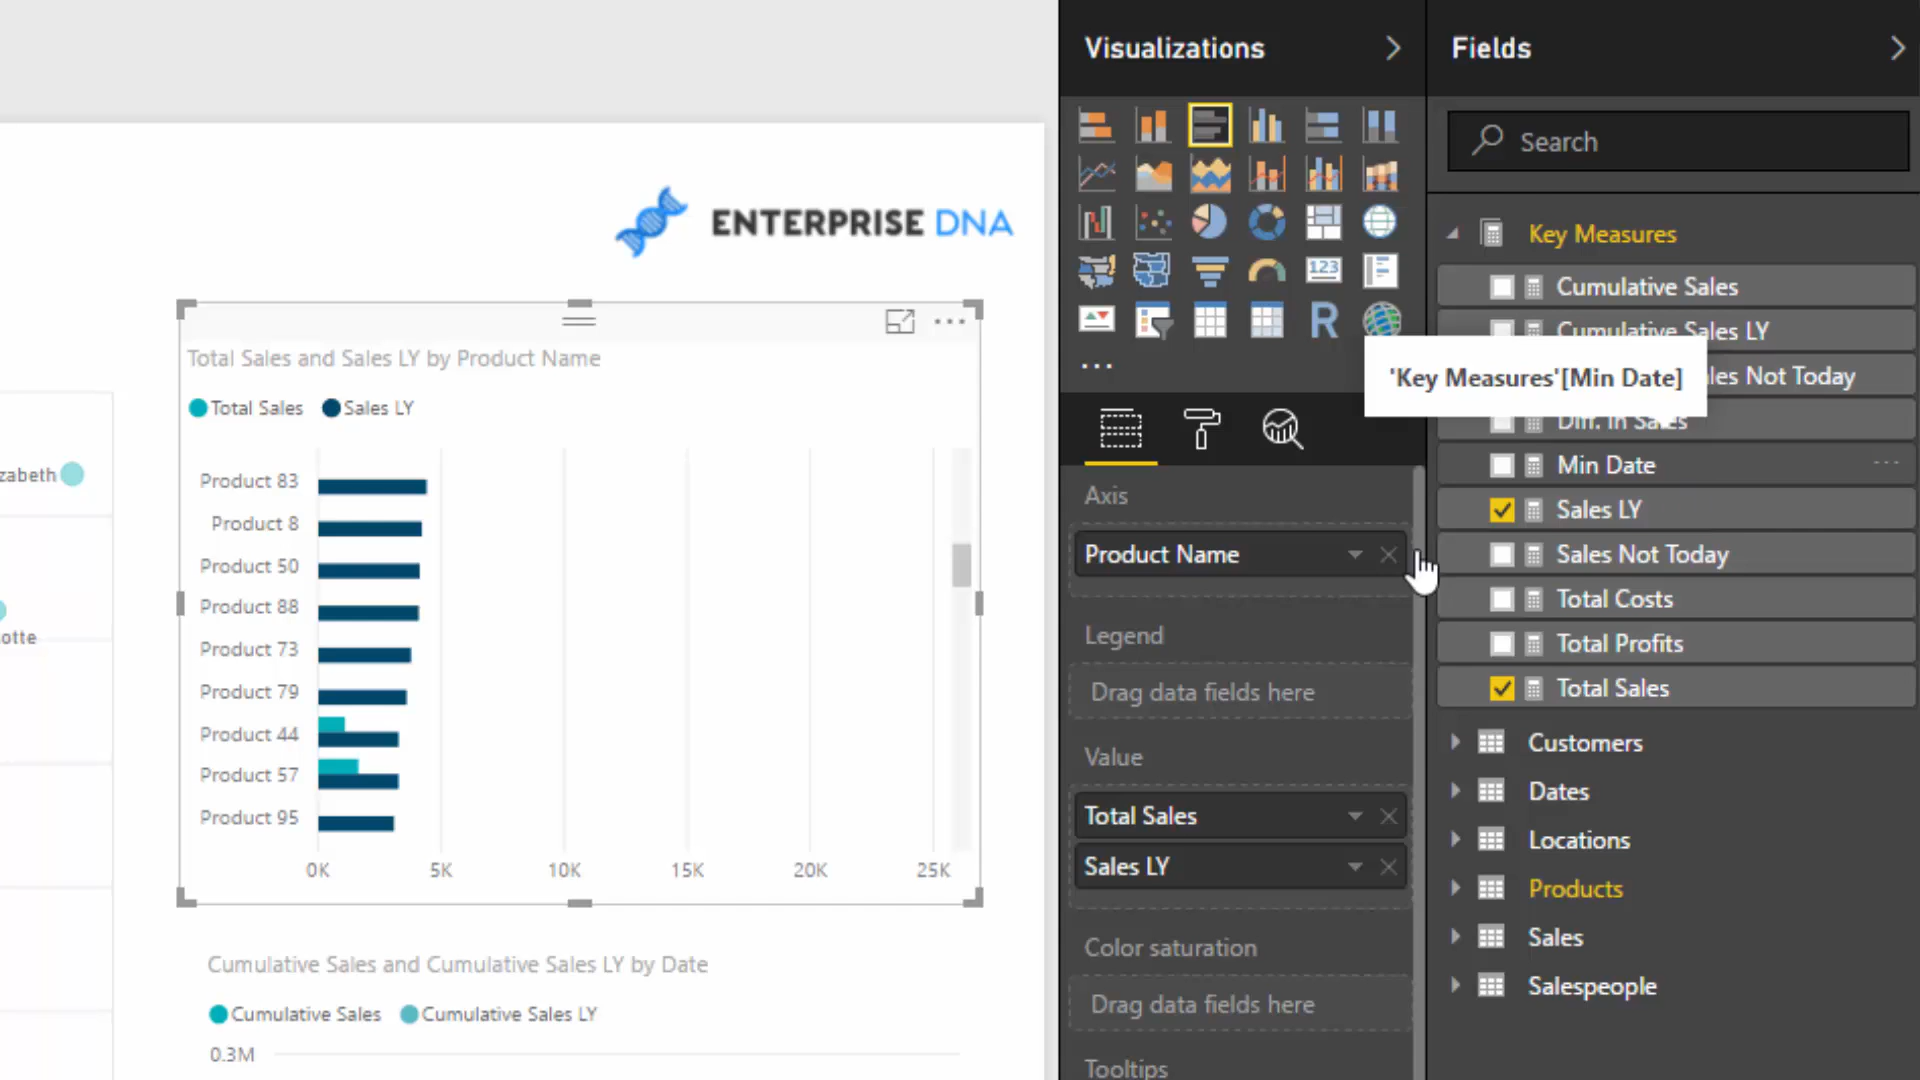 ENTERPRISE DNA
zabeth
otte
Total Sales and Sales LY by Product Name
Total Sales
Sales LY
Product 83
Product 8
Product 50
Product 88
Product 73
Product 79
Product 44
Product 57
Product 95
0K 5K 10K 15K 20K 25K
Cumulative Sales and Cumulative Sales LY by Date
Cumulative Sales
Cumulative Sales LY
0.3M
Visualizations
123
R
Axis
Product Name
Legend
Drag data fields here
Value
Total Sales
Sales LY
Color saturation
Drag data fields here
Tooltips
Fields
Search
Key Measures
Cumulative Sales
Cumulative Sales LY
'Key Measures'[Min Date]
les Not Today
Diff. In Sales
Min Date
Sales LY
Sales Not Today
Total Costs
Total Profits
Total Sales
Customers
Dates
Locations
Products
Sales
Salespeople